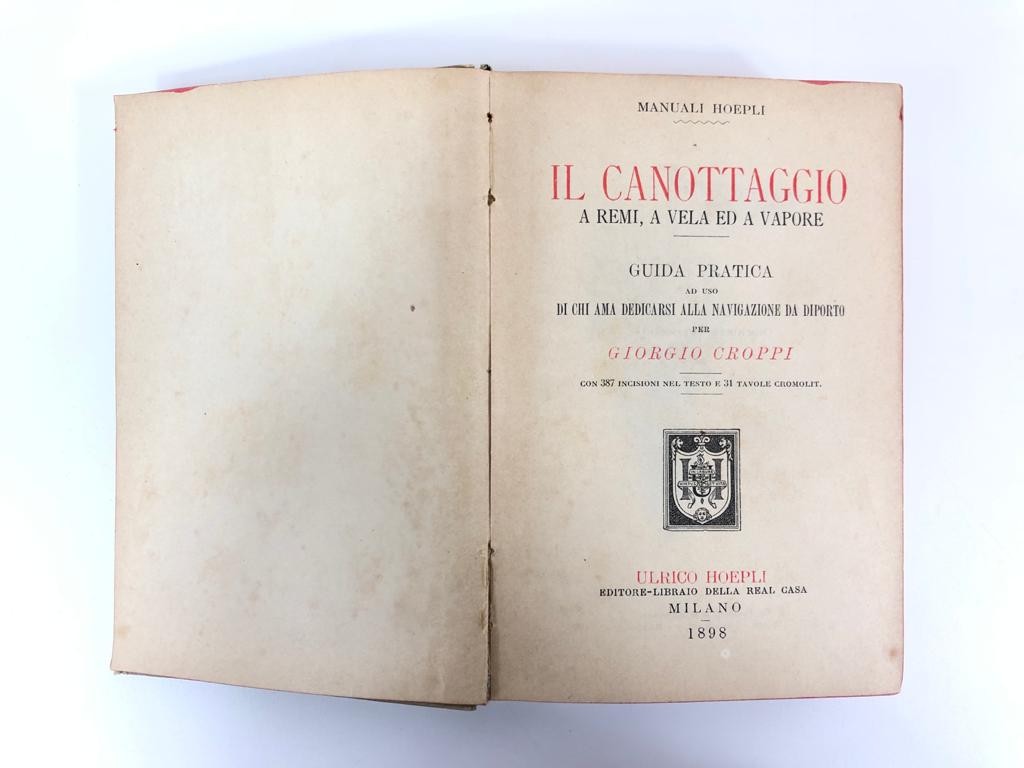 MANUALI HOEPLI
IL CANOTTAGGIO
A REMI, A VELA ED A VAPORE
GUIDA PRATICA
AD USO
DI CHI AMA DEDICARSI ALLA NAVIGAZIONE DA DIPORTO
PER
GIORGIO CROPPI
CON 387 INCISIONI NEL TESTO E 31 TAVOLE CROMOLIT.
ULRICO HOEPLI
EDITORE-LIBRAIO DELLA REAL CASA
MILANO
1898